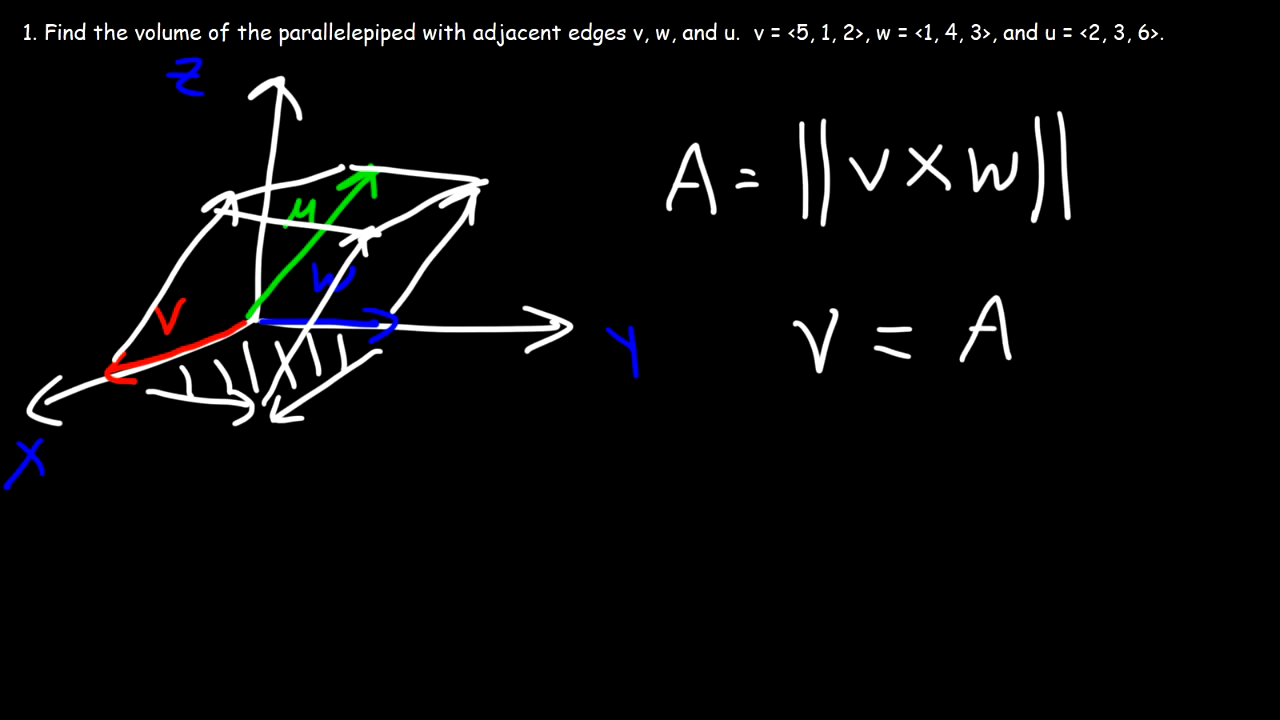 1. Find the volume of the parallelepiped with adjacent edges v, w, and u. v = <5, 1, 2>, w = <1, 4, 3>, and u = <2, 3, 6>.
Z
A = ||v × w||
u
w
v
V = A
Y
X